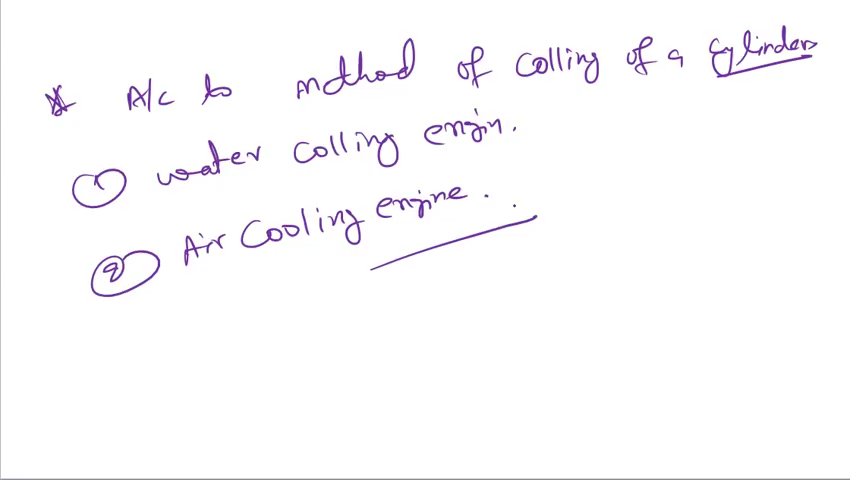 * A/c to method of colling of a cylinders
① water colling engin.
② Air Cooling engine.